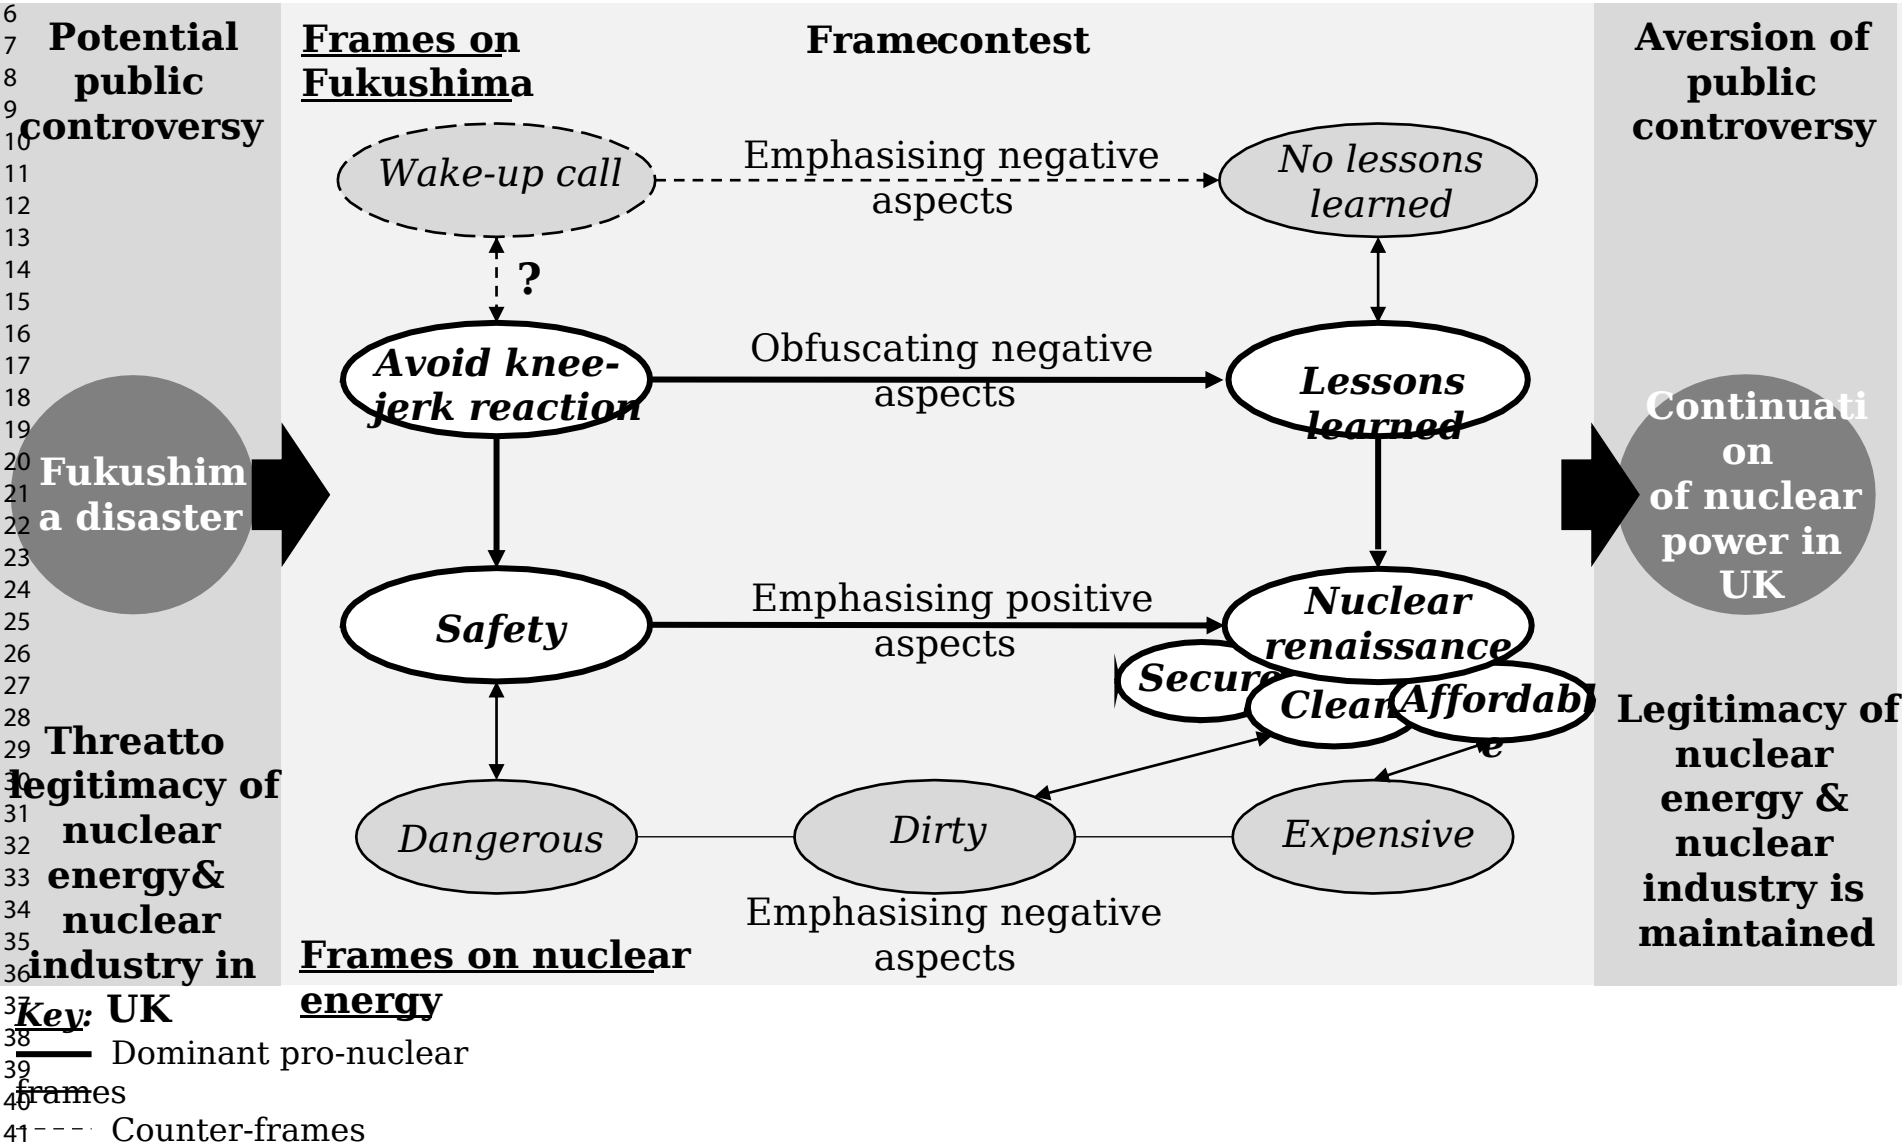 6
7
8
9
10
11
12
13
14
15
16
17
18
19
20
21
22
23
24
25
26
27
28
29
30
31
32
33
34
35
36
37
38
39
40
41
Potential
public
controversy
Fukushim
a disaster
Threatto
legitimacy of
nuclear
energy&
nuclear
industry in
UK
Frames on
Fukushima
Framecontest
Wake-up call
Emphasising negative
aspects
No lessons
learned
?
Avoid knee-
jerk reaction
Obfuscating negative
aspects
Lessons
learned
Safety
Emphasising positive
aspects
Nuclear
renaissance
Secure
Clean
Affordabl
e
Dangerous
Dirty
Expensive
Emphasising negative
aspects
Frames on nuclear
energy
Aversion of
public
controversy
Continuati
on
of nuclear
power in
UK
Legitimacy of
nuclear
energy &
nuclear
industry is
maintained
Key:
Dominant pro-nuclear
frames
Counter-frames